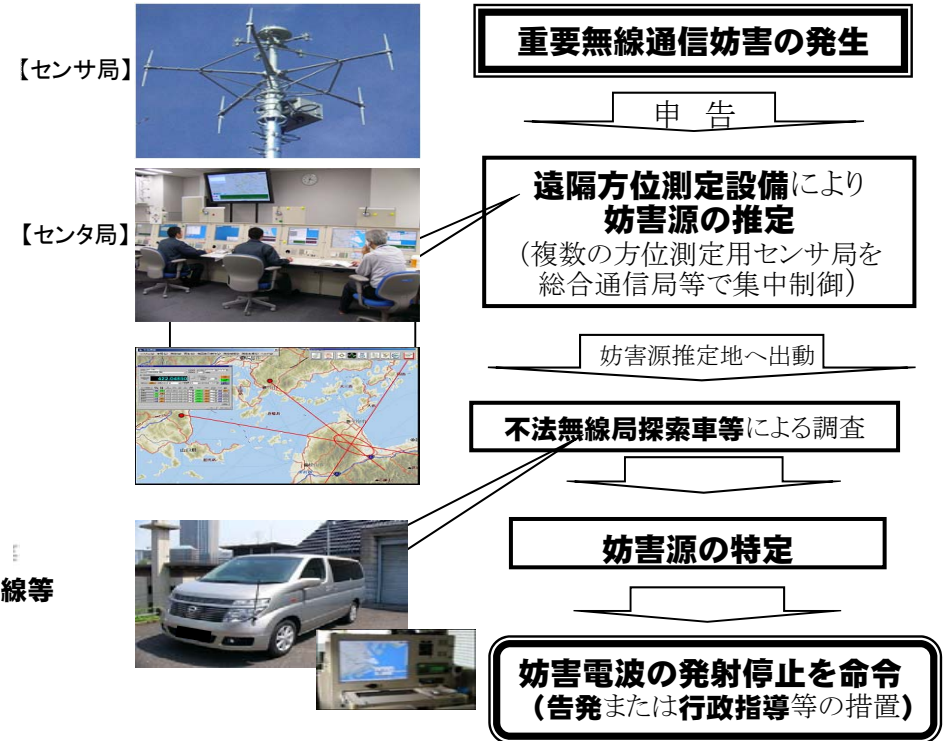 重要無線通信妨害の発生
【センサ局】
申 告
遠隔方位測定設備により
妨害源の推定
(複数の方位測定用センサ局を
総合通信局等で集中制御)
【センタ局】
妨害源推定地へ出動
不法無線局探索車等による調査
妨害源の特定
線等
妨害電波の発射停止を命令
(告発または行政指導等の措置)